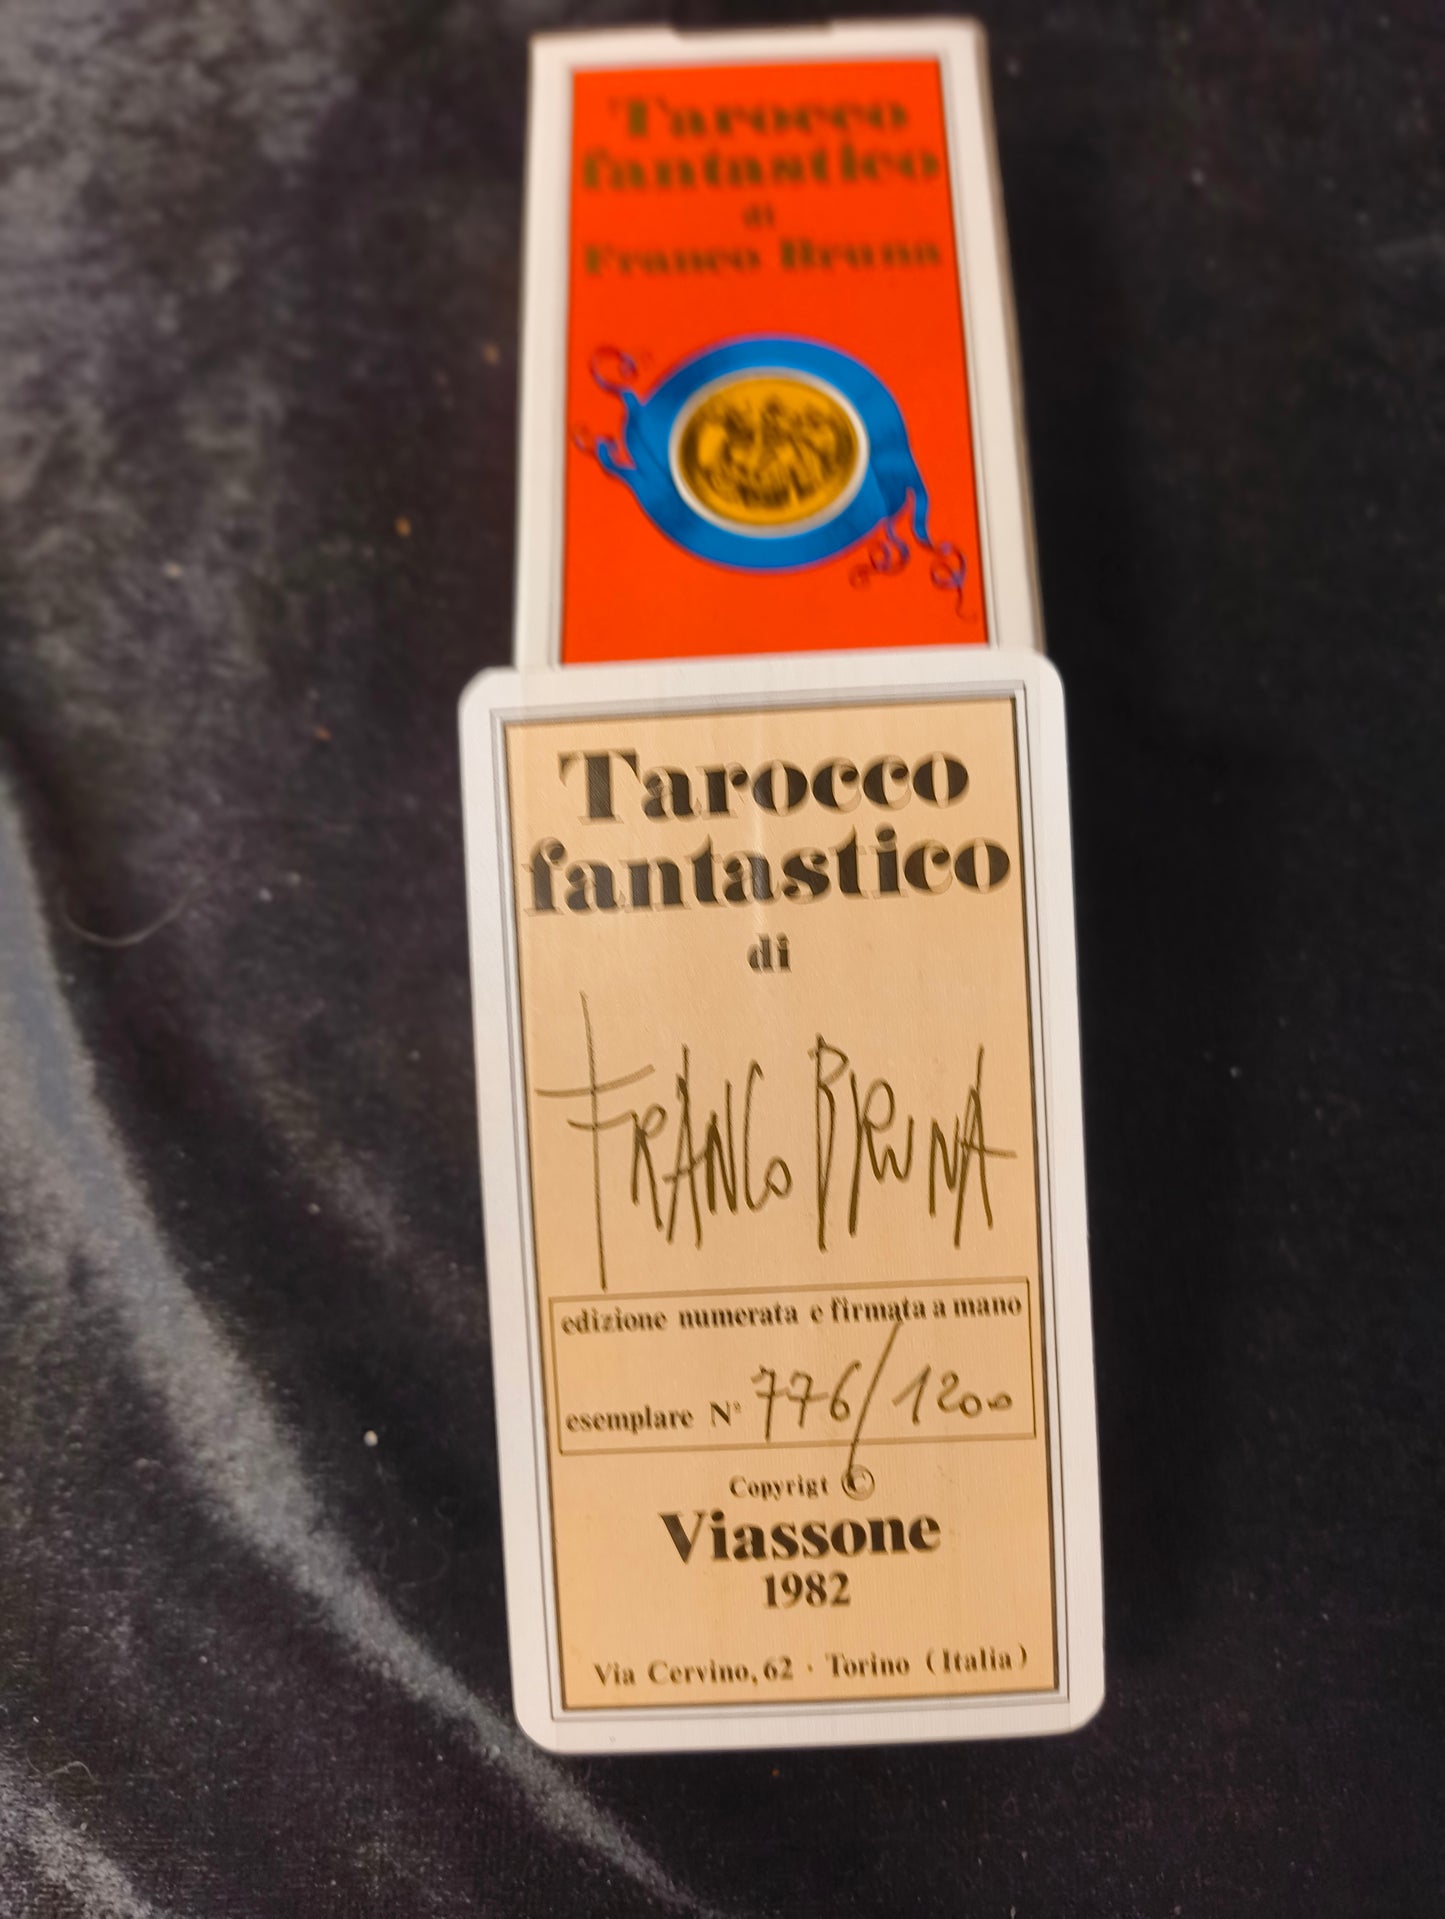 Tarocco
fantastico
di
Franco Bruna
Tarocco
fantastico
di
FRANCO BRUNA
edizione numerata e firmata a mano
esemplare N° 776/1200
Copyrigt ©
Viassone
1982
Via Cervino, 62 · Torino (Italia)